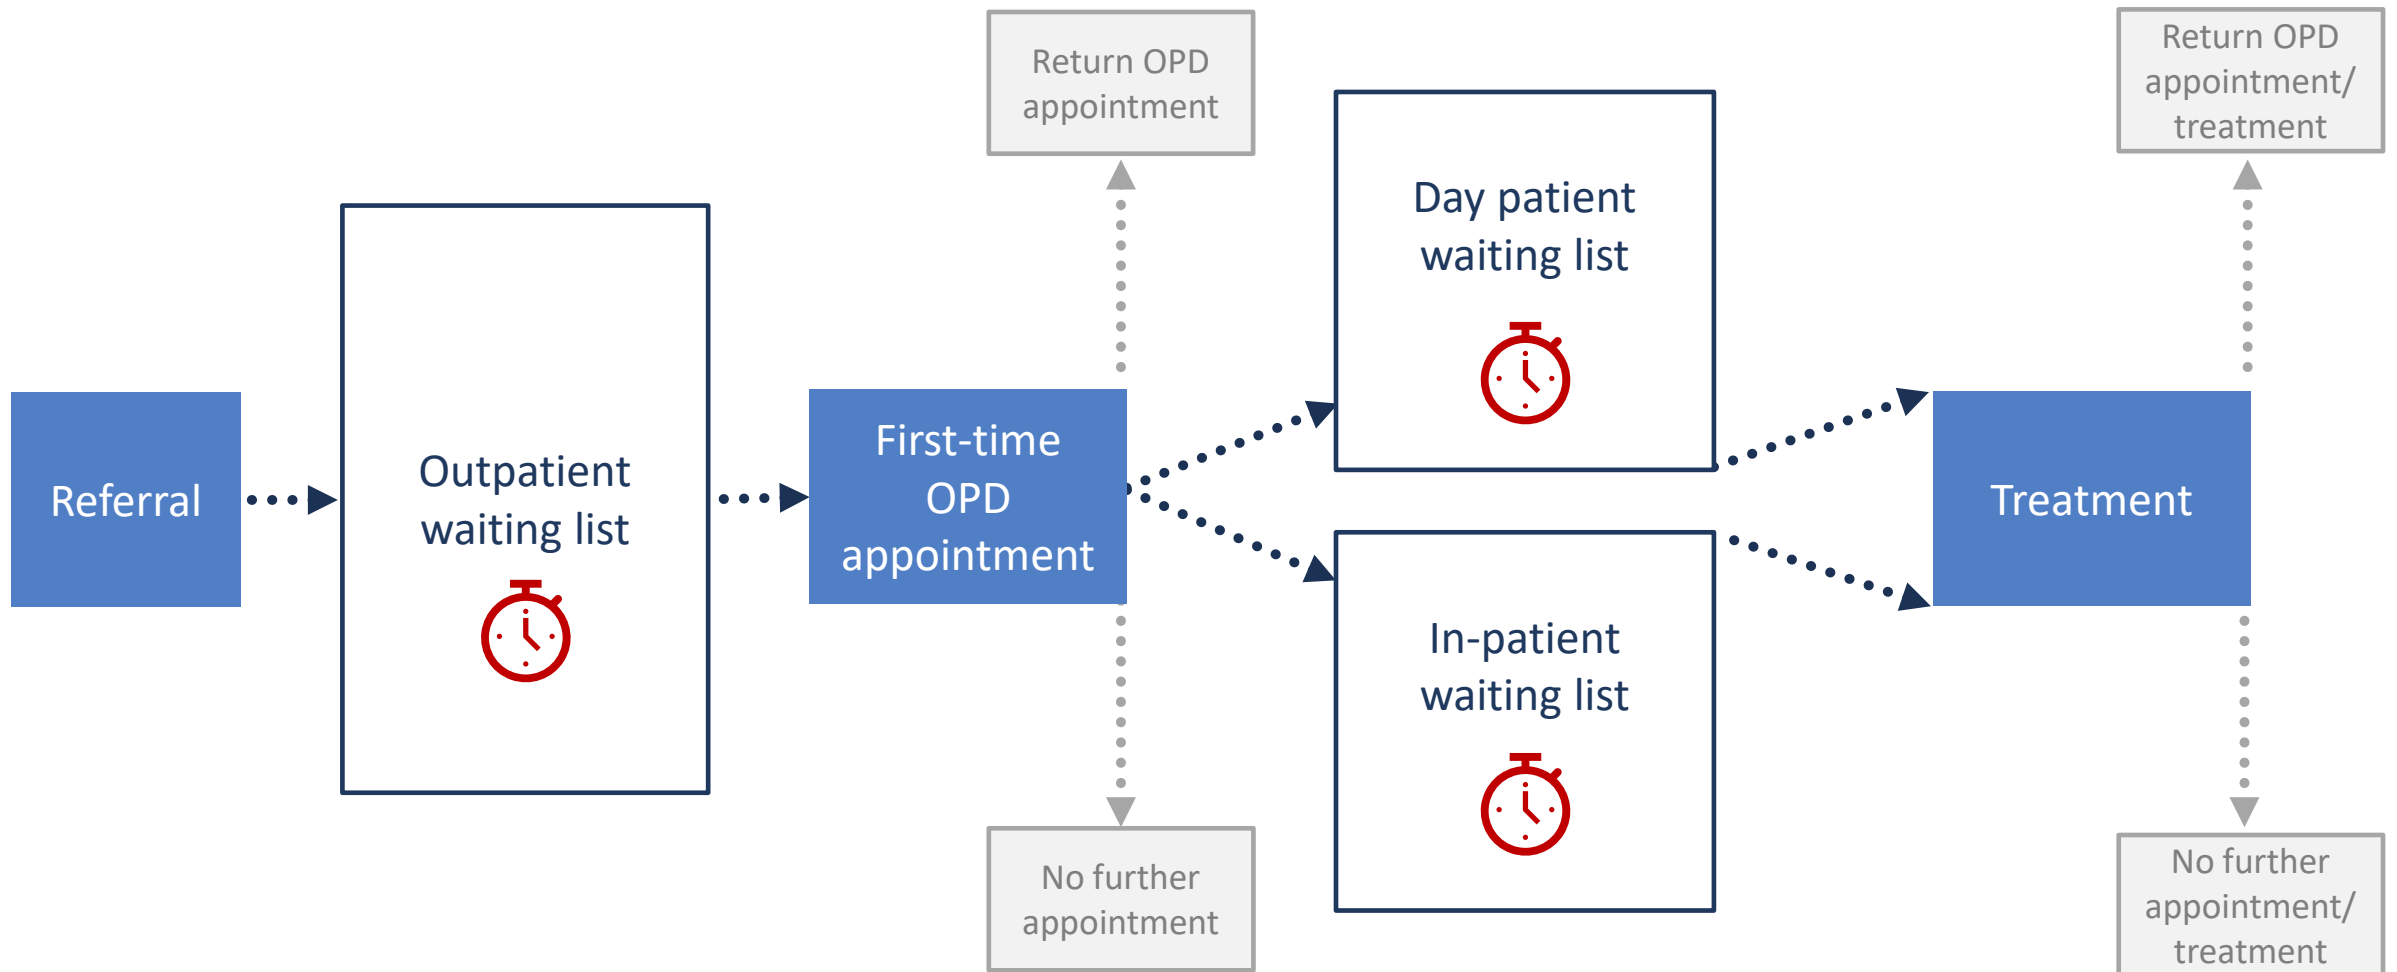 Referral
Outpatient
waiting list
First-time
OPD
appointment
Return OPD
appointment
No further
appointment
Day patient
waiting list
In-patient
waiting list
Treatment
Return OPD
appointment/
treatment
No further
appointment/
treatment